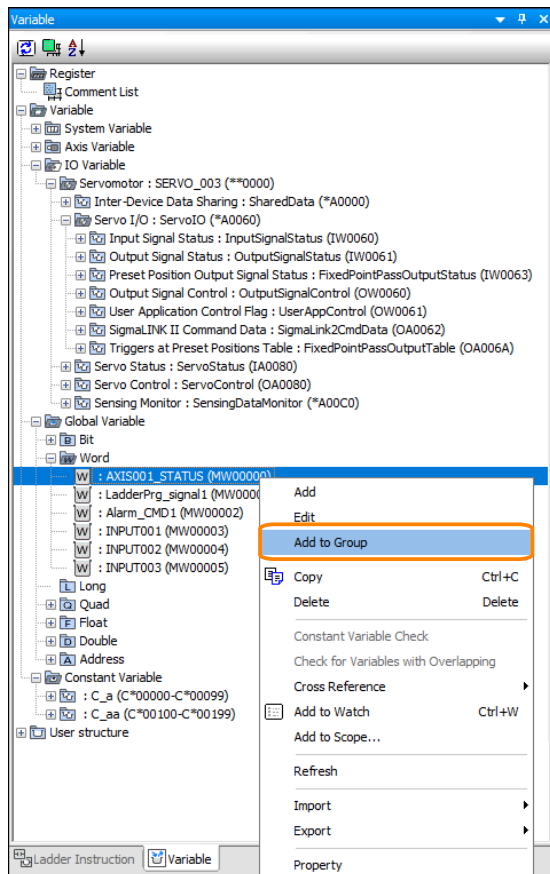 Variable
Register
Comment List
Variable
System Variable
Axis Variable
IO Variable
Servomotor : SERVO_003 (**0000)
Inter-Device Data Sharing : SharedData (*A0000)
Servo I/O : ServoIO (*A0060)
Input Signal Status : InputSignalStatus (IW0060)
Output Signal Status : OutputSignalStatus (IW0061)
Preset Position Output Signal Status : FixedPointPassOutputStatus (IW0063)
Output Signal Control : OutputSignalControl (OW0060)
User Application Control Flag : UserAppControl (OW0061)
SigmaLINK II Command Data : SigmaLink2CmdData (OA0062)
Triggers at Preset Positions Table : FixedPointPassOutputTable (OA006A)
Servo Status : ServoStatus (IA0080)
Servo Control : ServoControl (OA0080)
Sensing Monitor : SensingDataMonitor (*A00C0)
Global Variable
B Bit
Word
W : AXIS001_STATUS (MW00000)
W : LadderPrg_signal1 (MW0000
W : Alarm_CMD1 (MW00002)
W : INPUT001 (MW00003)
W : INPUT002 (MW00004)
W : INPUT003 (MW00005)
L Long
Q Quad
F Float
D Double
A Address
Constant Variable
: C_a (C*00000-C*00099)
: C_aa (C*00100-C*00199)
User structure
Add
Edit
Add to Group
Copy Ctrl+C
Delete Delete
Constant Variable Check
Check for Variables with Overlapping
Cross Reference
Add to Watch Ctrl+W
Add to Scope...
Refresh
Import
Export
Property
Ladder Instruction Variable